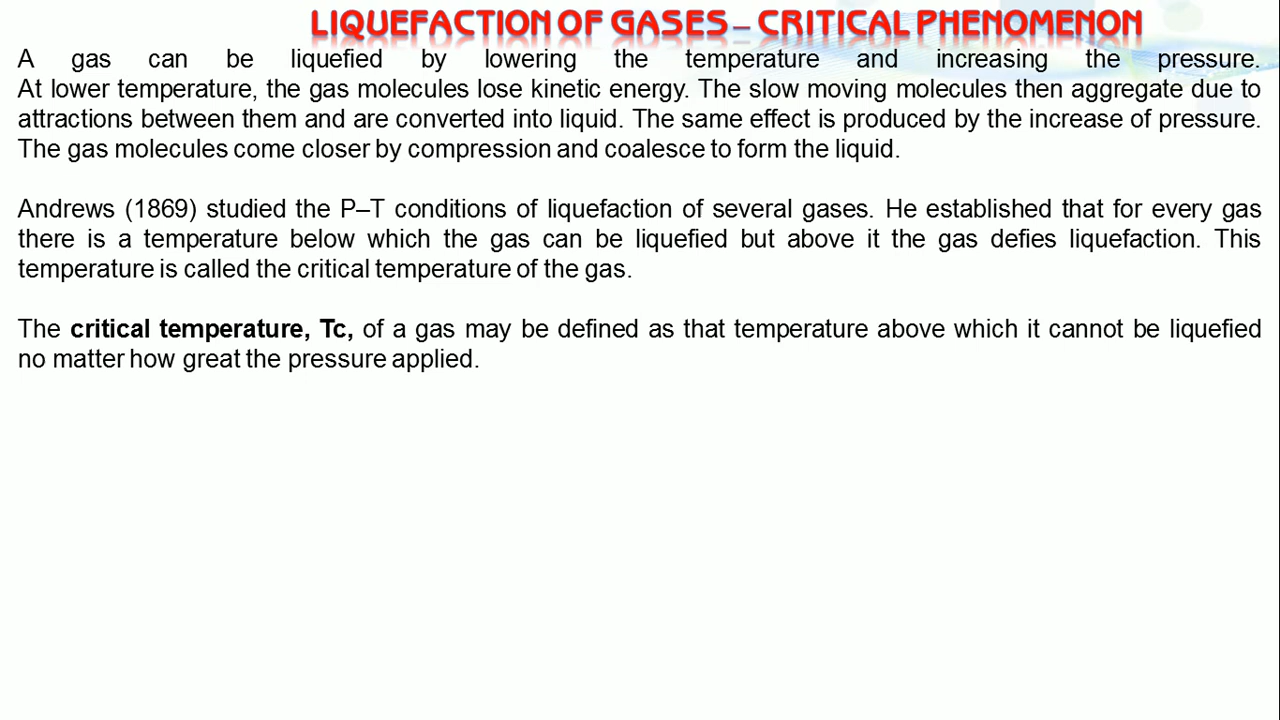 LIQUEFACTION OF GASES – CRITICAL PHENOMENON
A gas can be liquefied by lowering the temperature and increasing the pressure.
At lower temperature, the gas molecules lose kinetic energy. The slow moving molecules then aggregate due to
attractions between them and are converted into liquid. The same effect is produced by the increase of pressure.
The gas molecules come closer by compression and coalesce to form the liquid.
Andrews (1869) studied the P–T conditions of liquefaction of several gases. He established that for every gas
there is a temperature below which the gas can be liquefied but above it the gas defies liquefaction. This
temperature is called the critical temperature of the gas.
The critical temperature, Tc, of a gas may be defined as that temperature above which it cannot be liquefied
no matter how great the pressure applied.